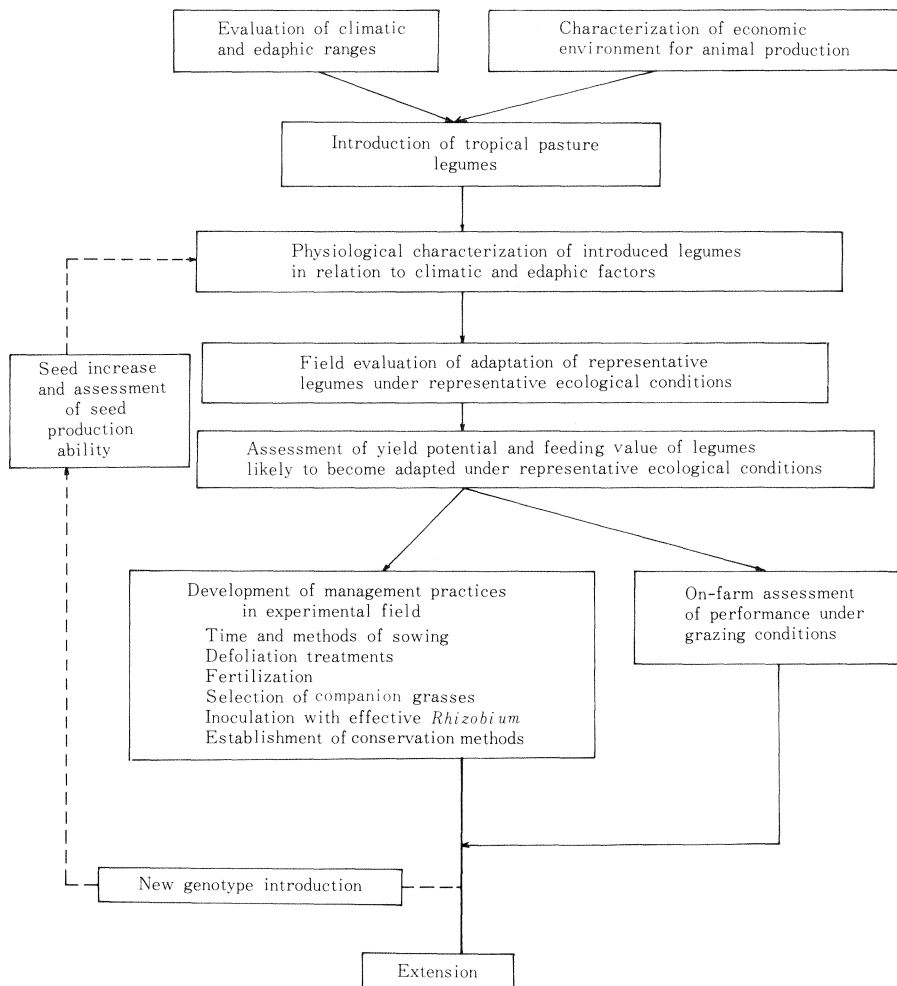 Evaluation of climatic
and edaphic ranges
Characterization of economic
environment for animal production
Introduction of tropical pasture
legumes
Physiological characterization of introduced legumes
in relation to climatic and edaphic factors
Field evaluation of adaptation of representative
legumes under representative ecological conditions
Seed increase
and assessment
of seed
production
ability
Assessment of yield potential and feeding value of legumes
likely to become adapted under representative ecological conditions
Development of management practices
in experimental field
Time and methods of sowing
Defoliation treatments
Fertilization
Selection of companion grasses
Inoculation with effective Rhizobium
Establishment of conservation methods
On-farm assessment
of performance under
grazing conditions
New genotype introduction
Extension